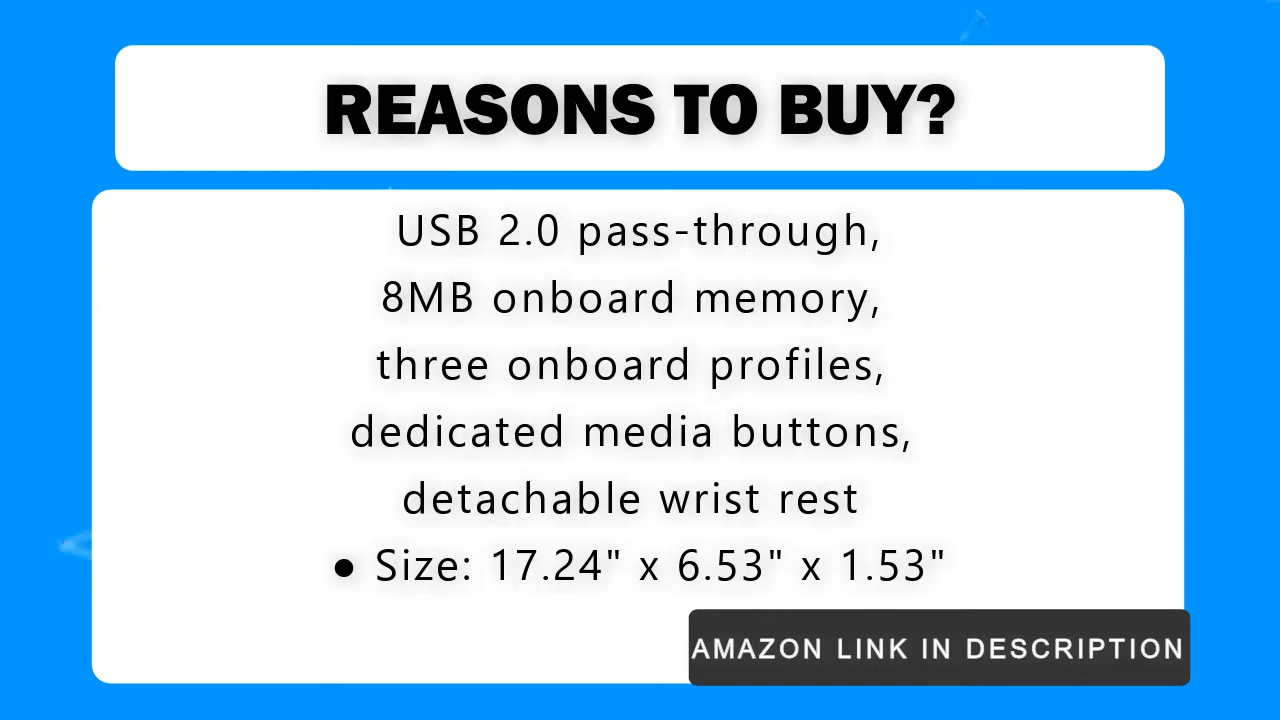 REASONS TO BUY?
USB 2.0 pass-through,
8MB onboard memory,
three onboard profiles,
dedicated media buttons,
detachable wrist rest
● Size: 17.24" x 6.53" x 1.53"
AMAZON LINK IN DESCRIPTION